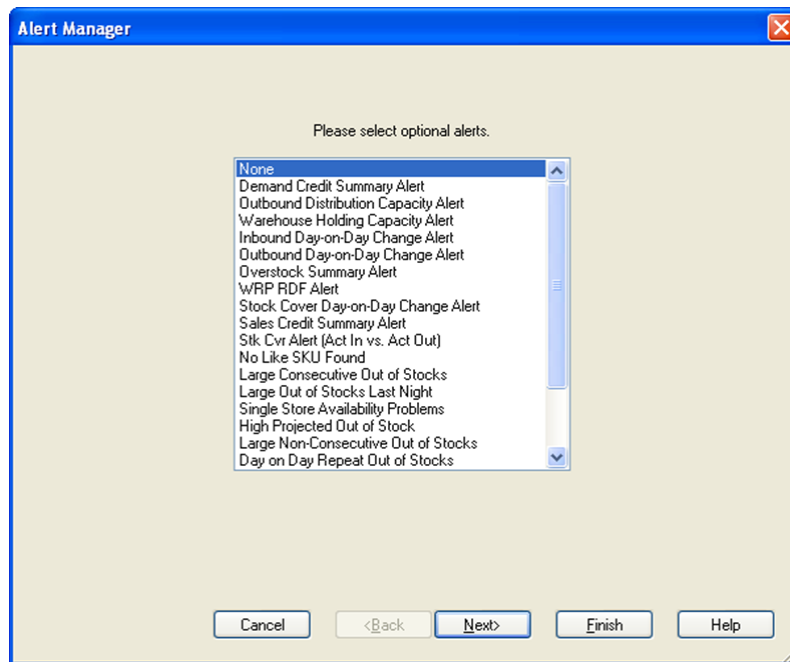 Alert Manager
Please select optional alerts.
None
Demand Credit Summary Alert
Outbound Distribution Capacity Alert
Warehouse Holding Capacity Alert
Inbound Day-on-Day Change Alert
Outbound Day-on-Day Change Alert
Overstock Summary Alert
WRP RDF Alert
Stock Cover Day-on-Day Change Alert
Sales Credit Summary Alert
Stk Cvr Alert (Act In vs. Act Out)
No Like SKU Found
Large Consecutive Out of Stocks
Large Out of Stocks Last Night
Single Store Availability Problems
High Projected Out of Stock
Large Non-Consecutive Out of Stocks
Day on Day Repeat Out of Stocks
Cancel <Back Next> Finish Help